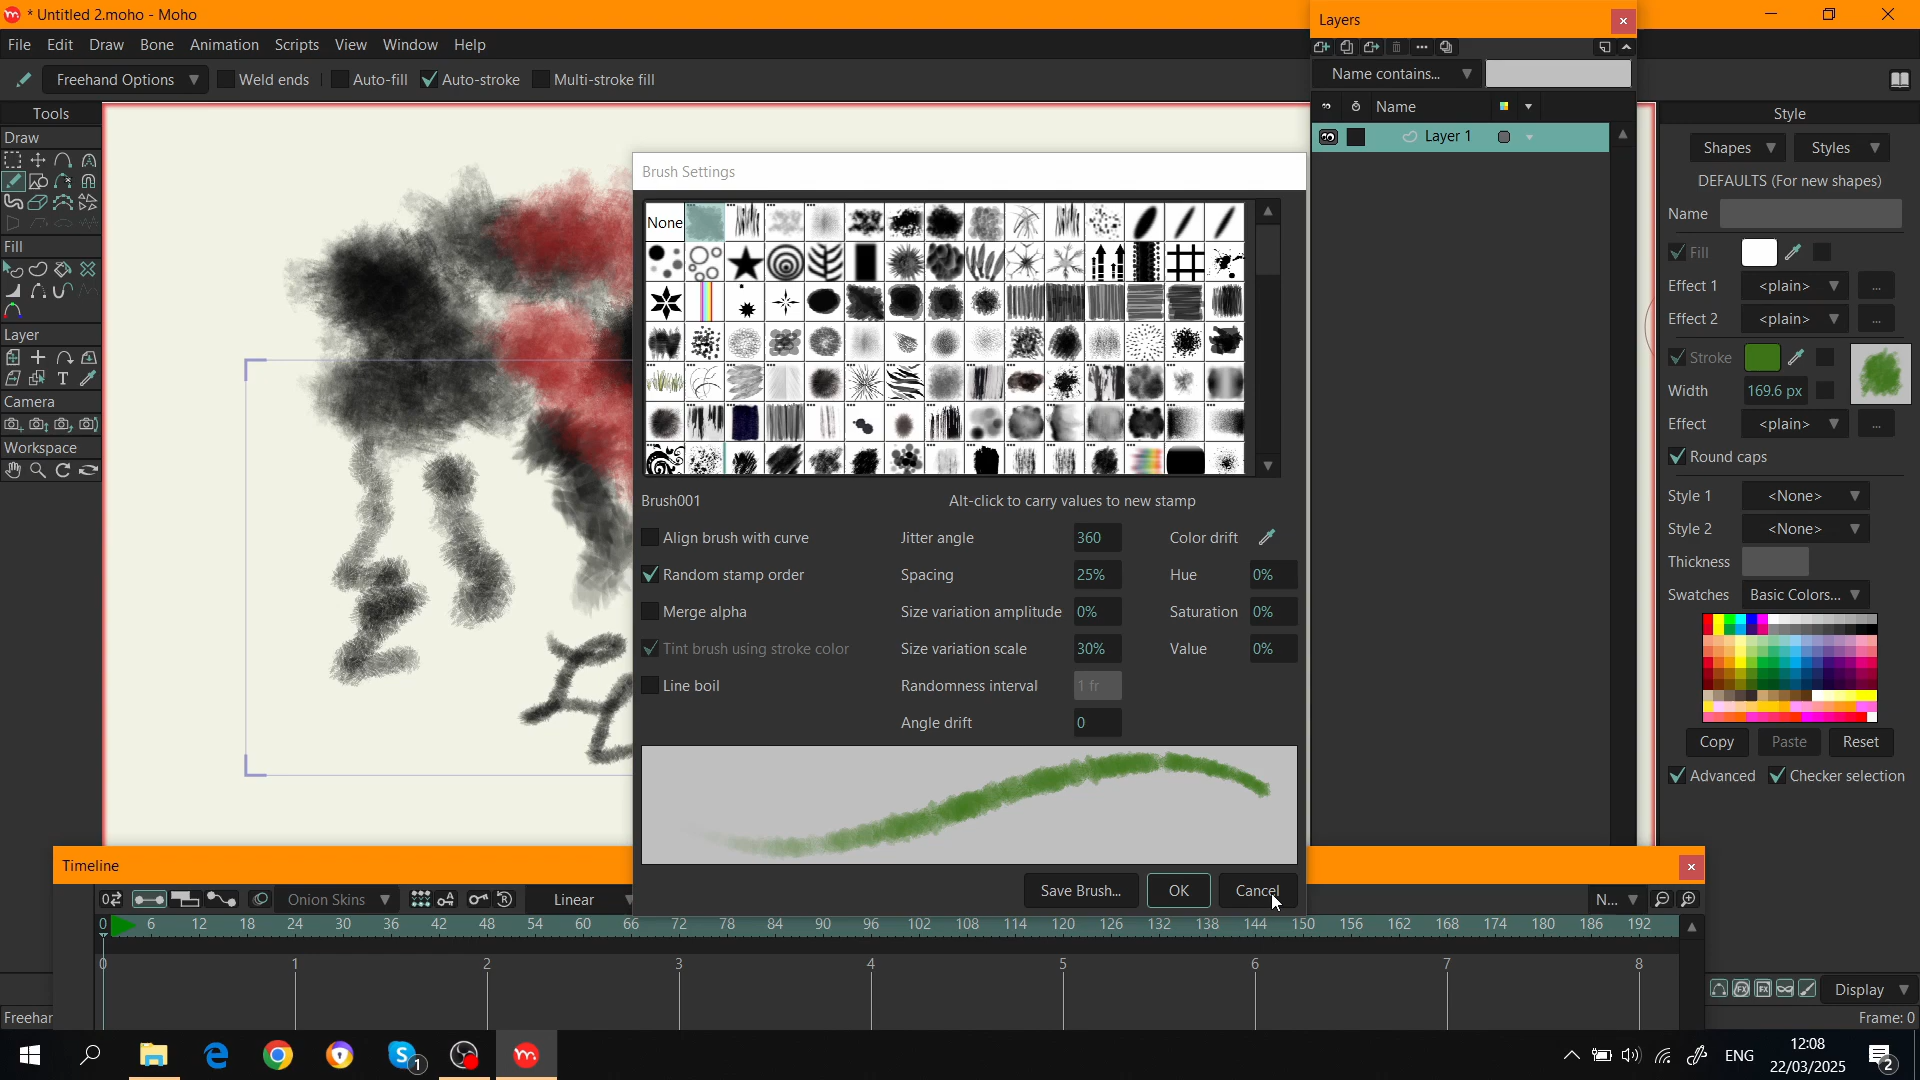 * Untitled 2.moho - Moho
File Edit Draw Bone Animation Scripts View Window Help
Freehand Options Weld ends Auto-fill Auto-stroke Multi-stroke fill
Tools
Draw
Fill
Layer
Camera
Workspace
Layers
Name contains...
Name
Layer 1
Style
Shapes Styles
DEFAULTS (For new shapes)
Name
Fill
Effect 1 <plain> ...
Effect 2 <plain> ...
Stroke
Width 169.6 px
Effect <plain> ...
Round caps
Style 1 <None>
Style 2 <None>
Thickness
Swatches Basic Colors...
Copy Paste Reset
Advanced Checker selection
Brush Settings
None
Brush001 Alt-click to carry values to new stamp
Align brush with curve Jitter angle 360 Color drift
Random stamp order Spacing 25% Hue 0%
Merge alpha Size variation amplitude 0% Saturation 0%
Tint brush using stroke color Size variation scale 30% Value 0%
Line boil Randomness interval 1 fr
Angle drift 0
Save Brush... OK Cancel
Timeline
Onion Skins Linear N...
0 6 12 18 24 30 36 42 48 54 60 66 72 78 84 90 96 102 108 114 120 126 132 138 144 150 156 162 168 174 180 186 192
0 1 2 3 4 5 6 7 8
Display
Freehan Frame: 0
1 ENG 12:08
22/03/2025 2